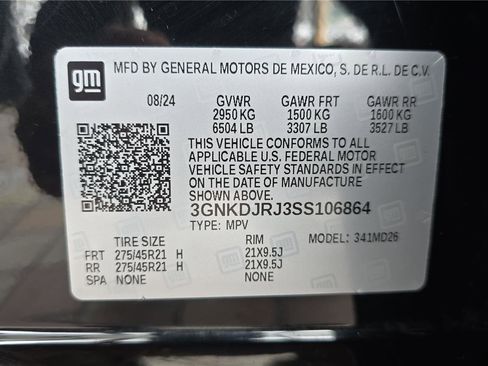 gm MFD BY GENERAL MOTORS DE MEXICO, S. DE R.L. DE C.V.
08/24 GVWR GAWR FRT GAWR RR
2950 KG 1500 KG 1600 KG
6504 LB 3307 LB 3527 LB
THIS VEHICLE CONFORMS TO ALL
APPLICABLE U.S. FEDERAL MOTOR
VEHICLE SAFETY STANDARDS IN EFFECT
ON THE DATE OF MANUFACTURE
SHOWN ABOVE.
3GNKDJRJ3SS106864
TYPE: MPV
TIRE SIZE RIM MODEL: 341MD26
FRT 275/45R21 H 21X9.5J
RR 275/45R21 H 21X9.5J
SPA NONE NONE